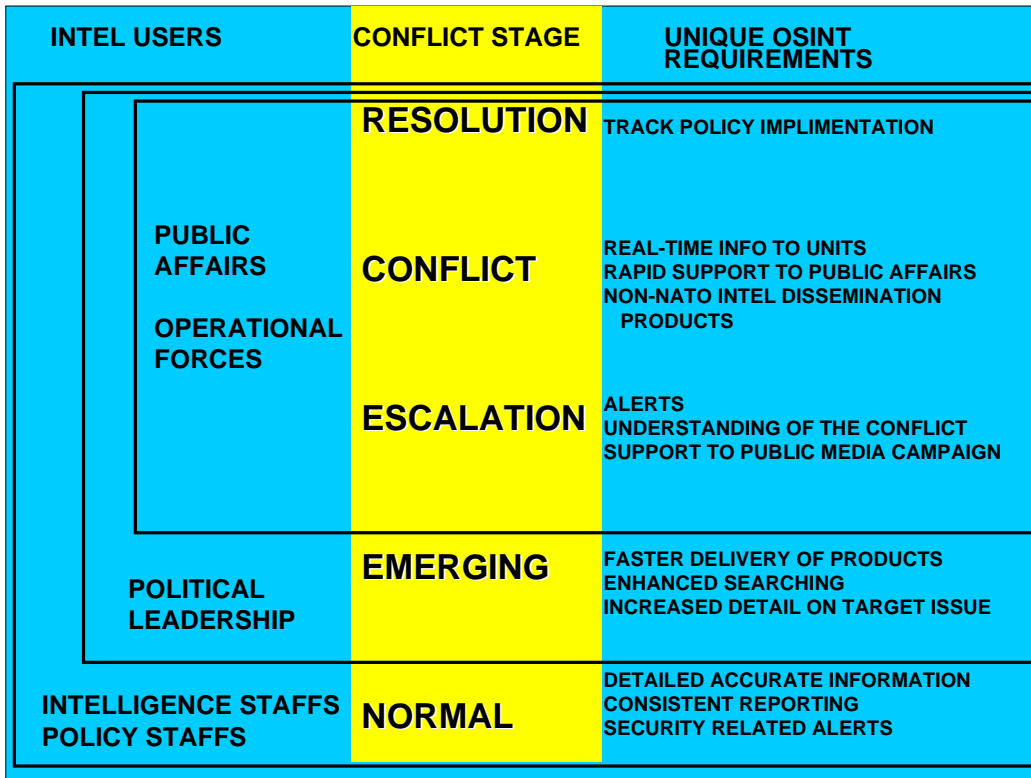 INTEL USERS
CONFLICT STAGE
UNIQUE OSINT
REQUIREMENTS
RESOLUTION
TRACK POLICY IMPLIMENTATION
PUBLIC
AFFAIRS
OPERATIONAL
FORCES
CONFLICT
REAL-TIME INFO TO UNITS
RAPID SUPPORT TO PUBLIC AFFAIRS
NON-NATO INTEL DISSEMINATION
PRODUCTS
ESCALATION
ALERTS
UNDERSTANDING OF THE CONFLICT
SUPPORT TO PUBLIC MEDIA CAMPAIGN
POLITICAL
LEADERSHIP
EMERGING
FASTER DELIVERY OF PRODUCTS
ENHANCED SEARCHING
INCREASED DETAIL ON TARGET ISSUE
INTELLIGENCE STAFFS
POLICY STAFFS
NORMAL
DETAILED ACCURATE INFORMATION
CONSISTENT REPORTING
SECURITY RELATED ALERTS